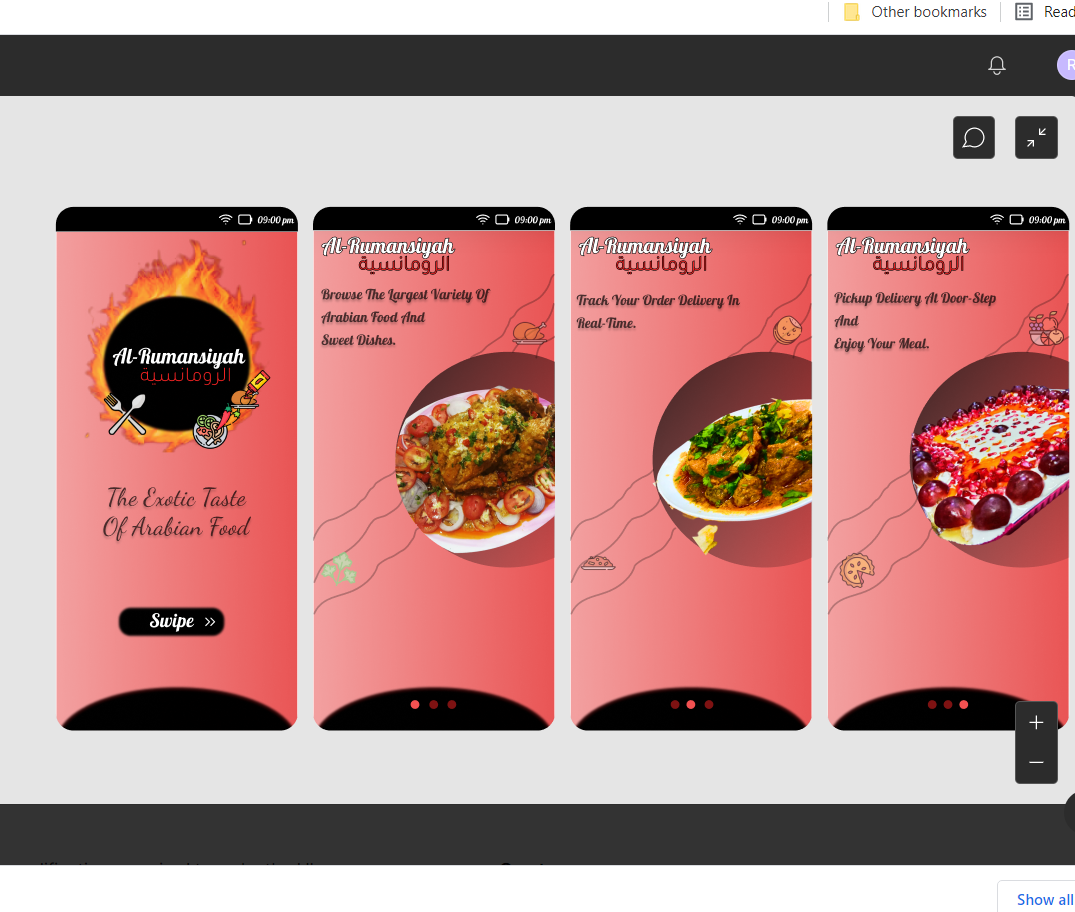 Other bookmarks
Read
R
09:00 pm
Al-Rumansiyah
الرومانسية
The Exotic Taste
Of Arabian Food
Swipe »
09:00 pm
Al-Rumansiyah
الرومانسية
Browse The Largest Variety Of
Arabian Food And
Sweet Dishes.
09:00 pm
Al-Rumansiyah
الرومانسية
Track Your Order Delivery In
Real-Time.
09:00 pm
Al-Rumansiyah
الرومانسية
Pickup Delivery At Door-Step
And
Enjoy Your Meal.
Show all